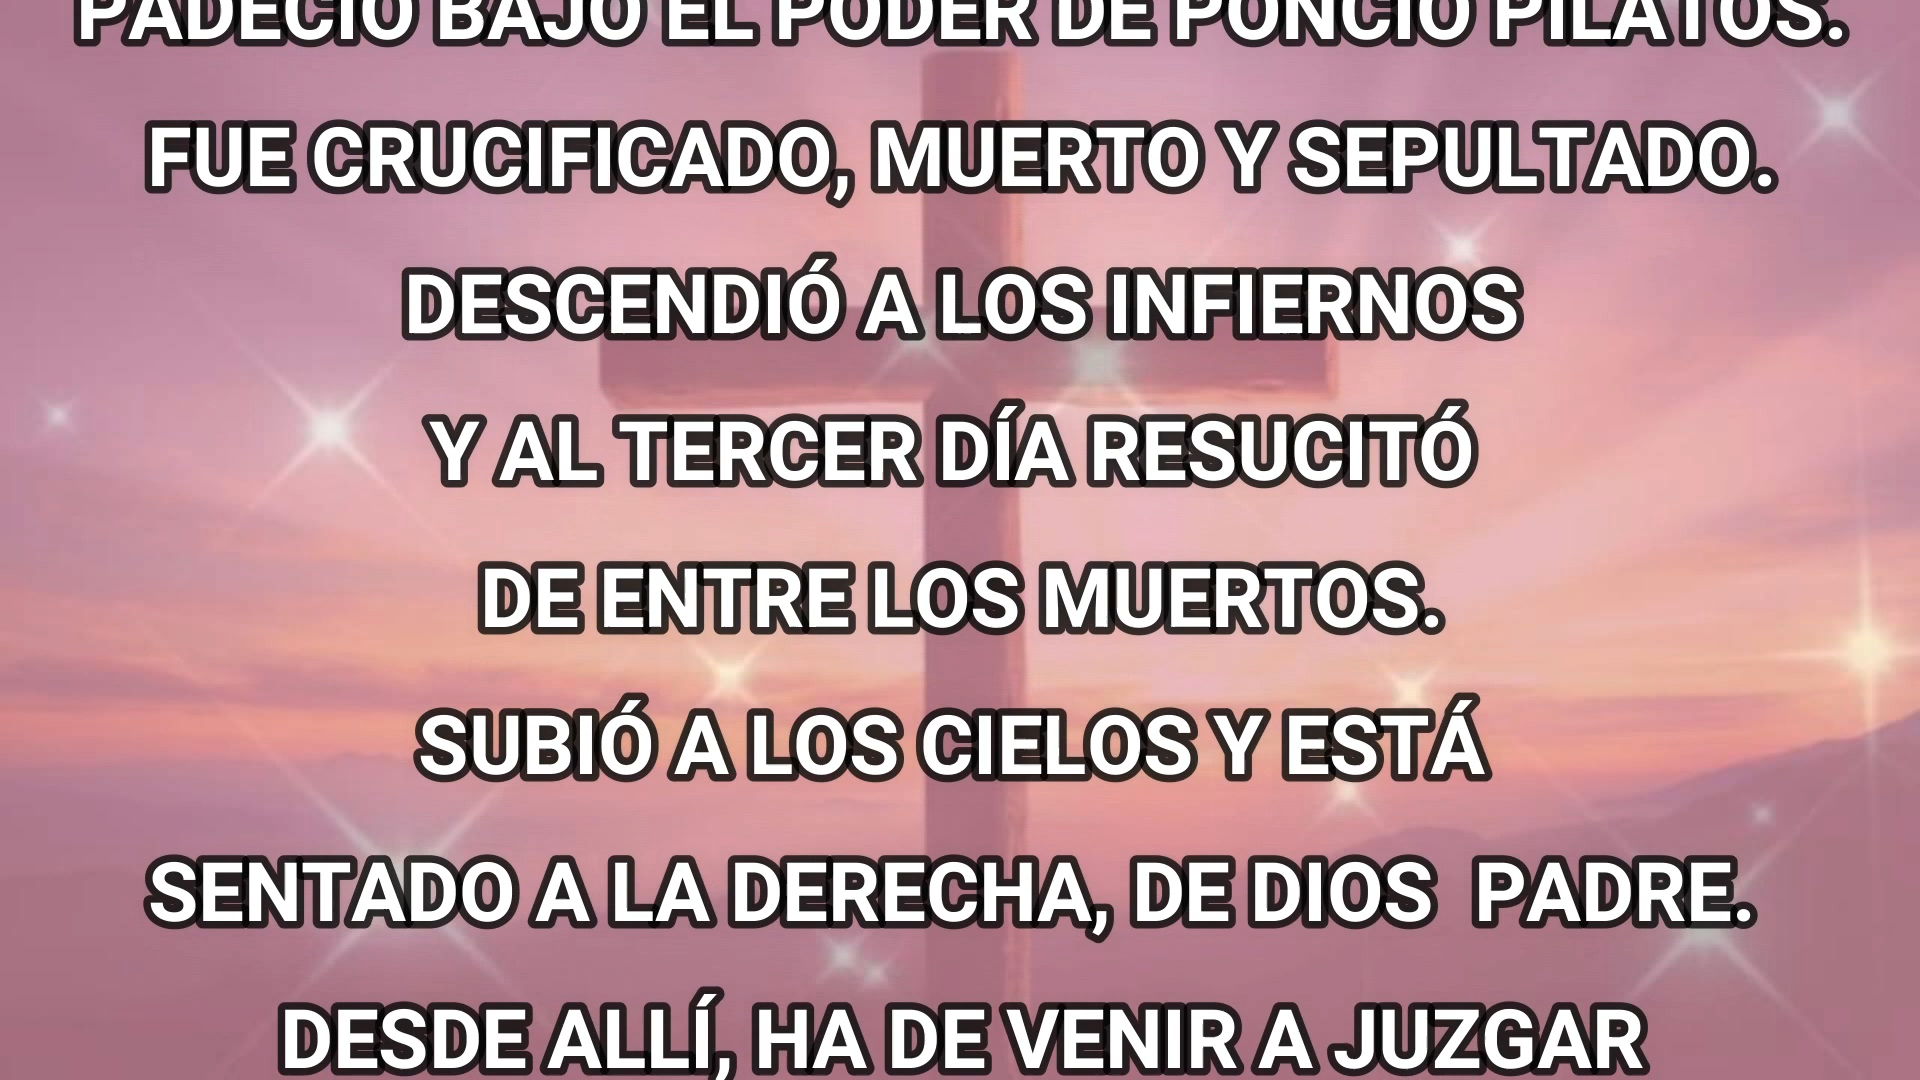 PADECIÓ BAJO EL PODER DE PONCIO PILATOS.
FUE CRUCIFICADO, MUERTO Y SEPULTADO.
DESCENDIÓ A LOS INFIERNOS
Y AL TERCER DÍA RESUCITÓ
DE ENTRE LOS MUERTOS.
SUBIÓ A LOS CIELOS Y ESTÁ
SENTADO A LA DERECHA, DE DIOS  PADRE.
DESDE ALLÍ, HA DE VENIR A JUZGAR